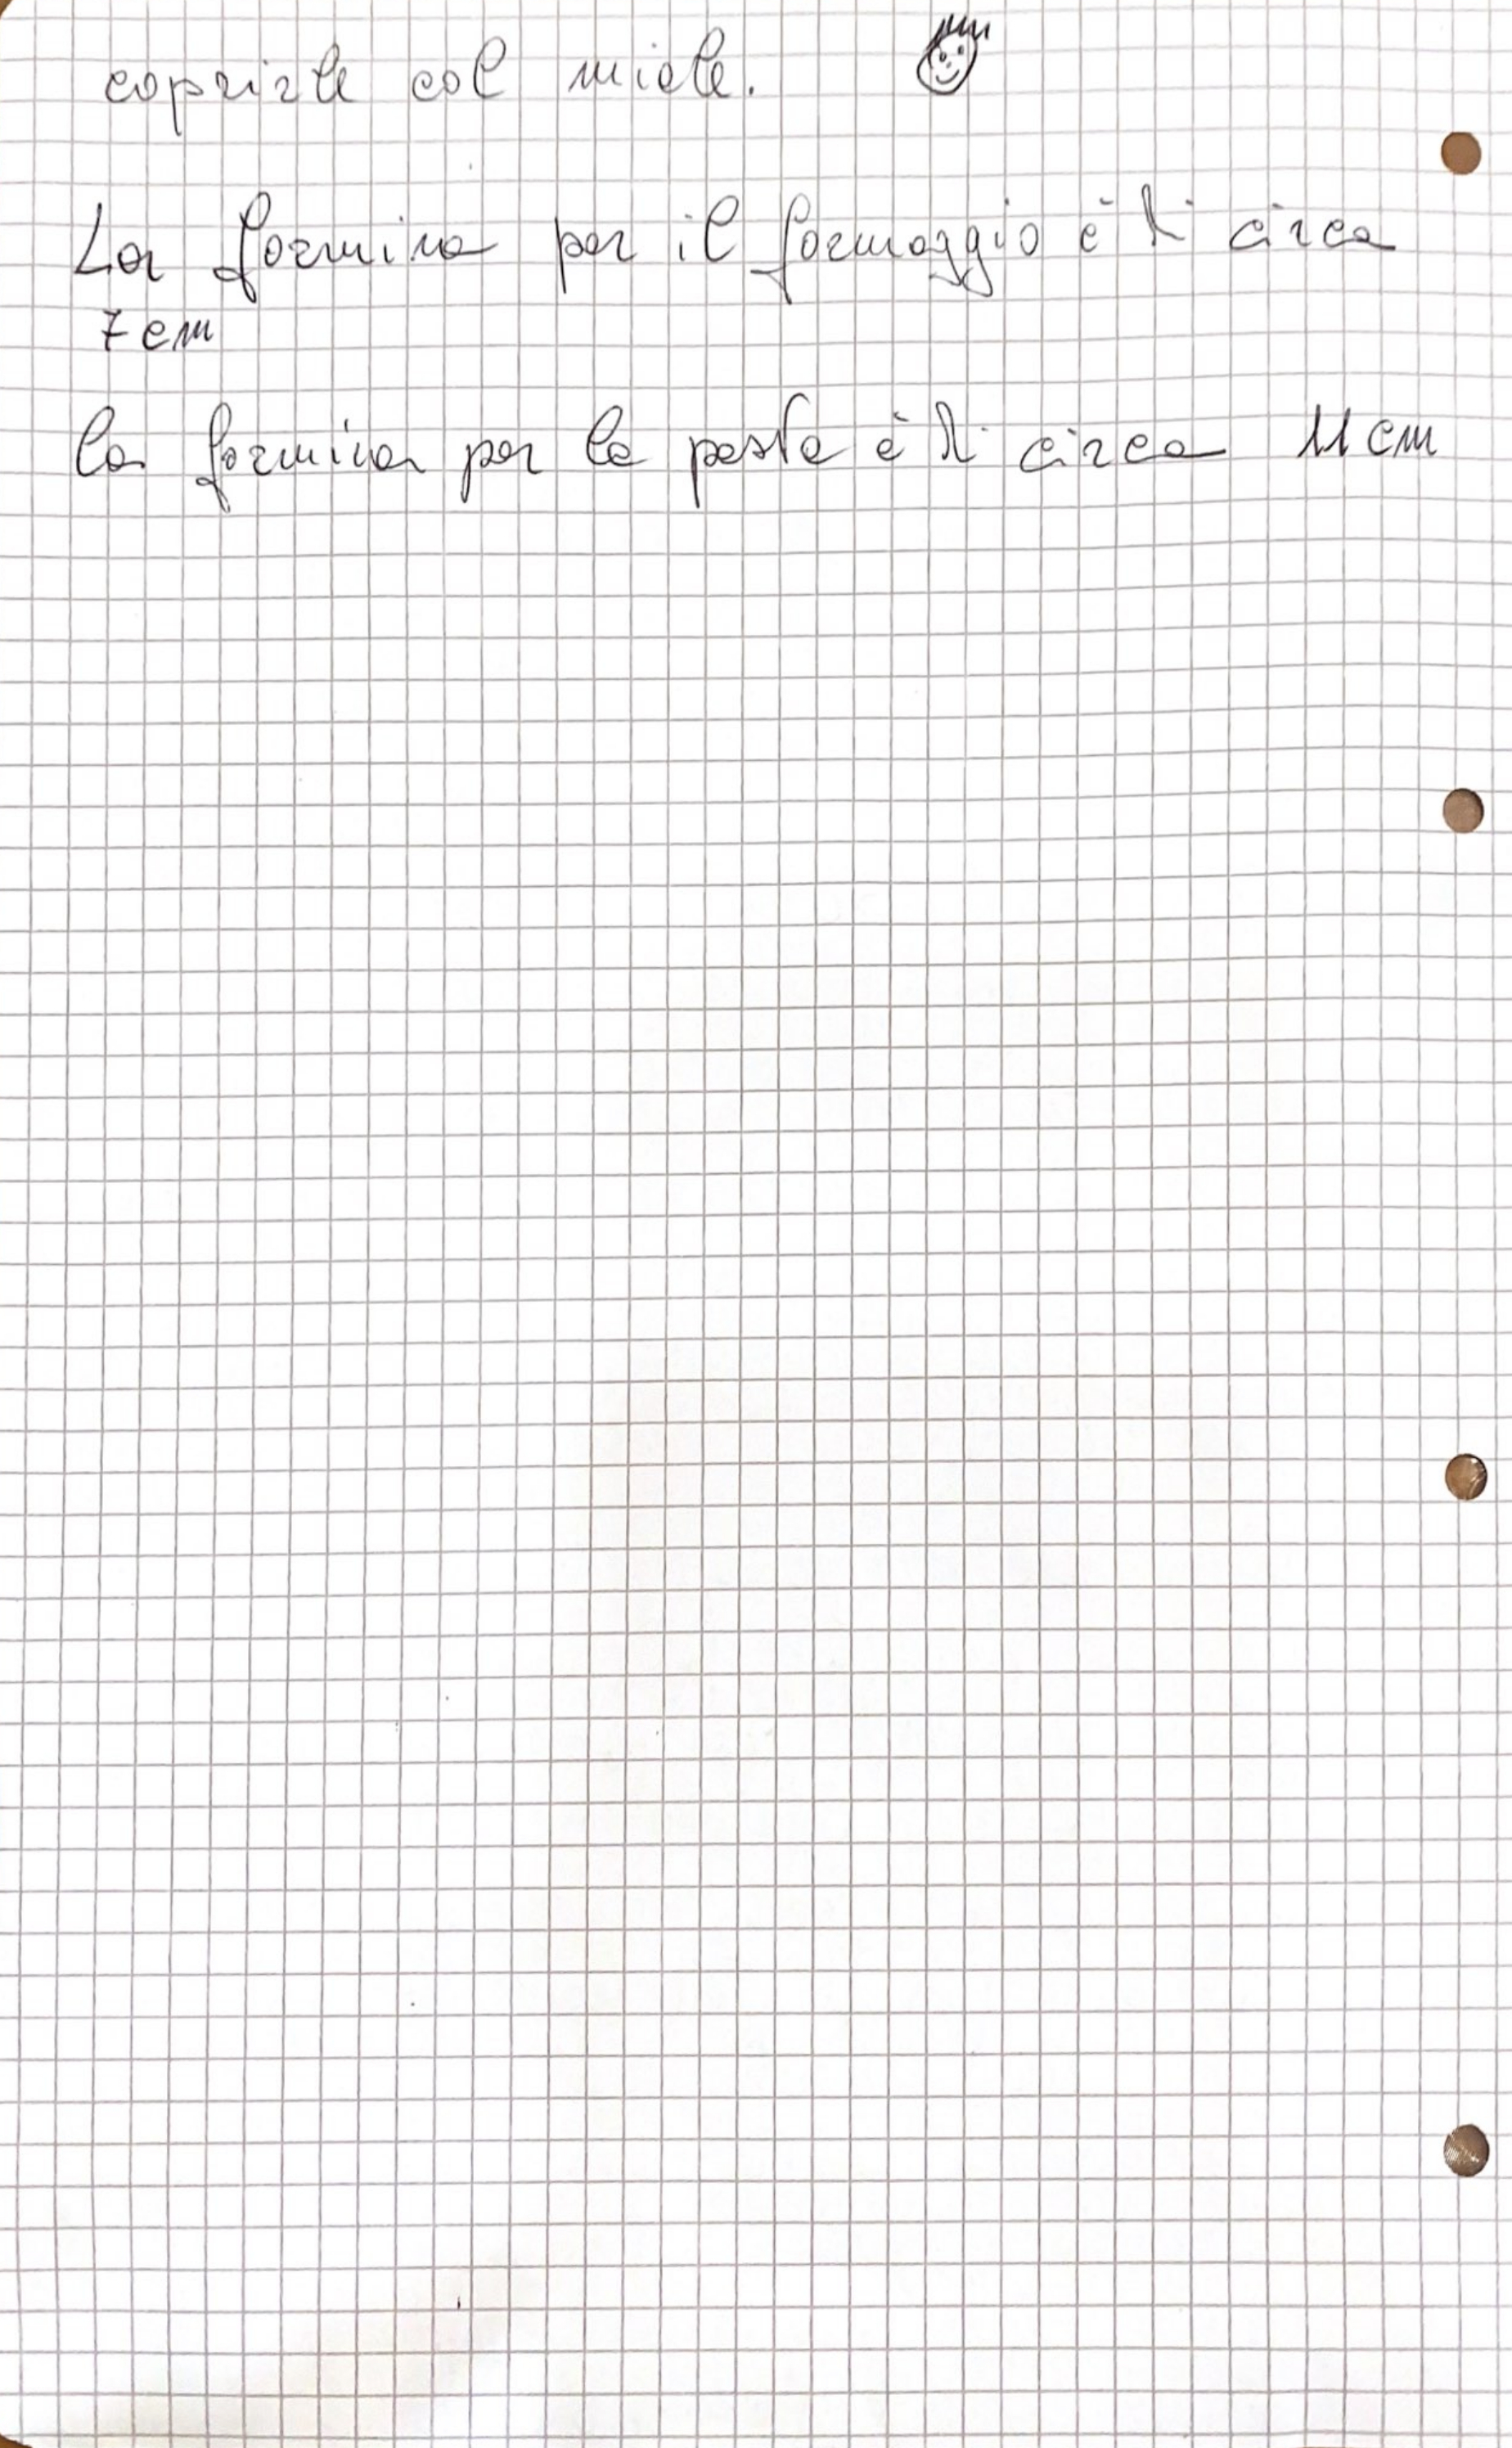 coprirle col miele.
La formina per il formaggio è di circa
7 cm
la formina per la pasta è di circa 11 cm